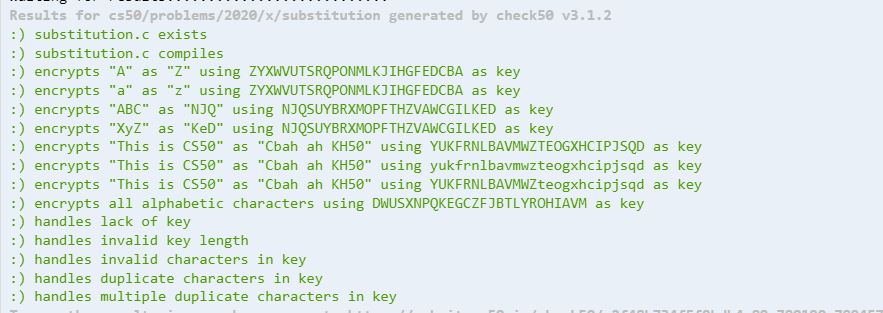 Results for cs50/problems/2020/x/substitution generated by check50 v3.1.2
:) substitution.c exists
:) substitution.c compiles
:) encrypts "A" as "Z" using ZYXWVUTSRQPONMLKJIHGFEDCBA as key
:) encrypts "a" as "z" using ZYXWVUTSRQPONMLKJIHGFEDCBA as key
:) encrypts "ABC" as "NJQ" using NJQSUYBRXMOPFTHZVAWCGILKED as key
:) encrypts "XyZ" as "KeD" using NJQSUYBRXMOPFTHZVAWCGILKED as key
:) encrypts "This is CS50" as "Cbah ah KH50" using YUKFRNLBAVMWZTEOGXHCIPJSQD as key
:) encrypts "This is CS50" as "Cbah ah KH50" using yukfrnlbavmwzteogxhcipjsqd as key
:) encrypts "This is CS50" as "Cbah ah KH50" using YUKFRNLBAVMWZteogxhcipjsqd as key
:) encrypts all alphabetic characters using DWUSXNPQKEGCZFJBTLYROHIAVM as key
:) handles lack of key
:) handles invalid key length
:) handles invalid characters in key
:) handles duplicate characters in key
:) handles multiple duplicate characters in key